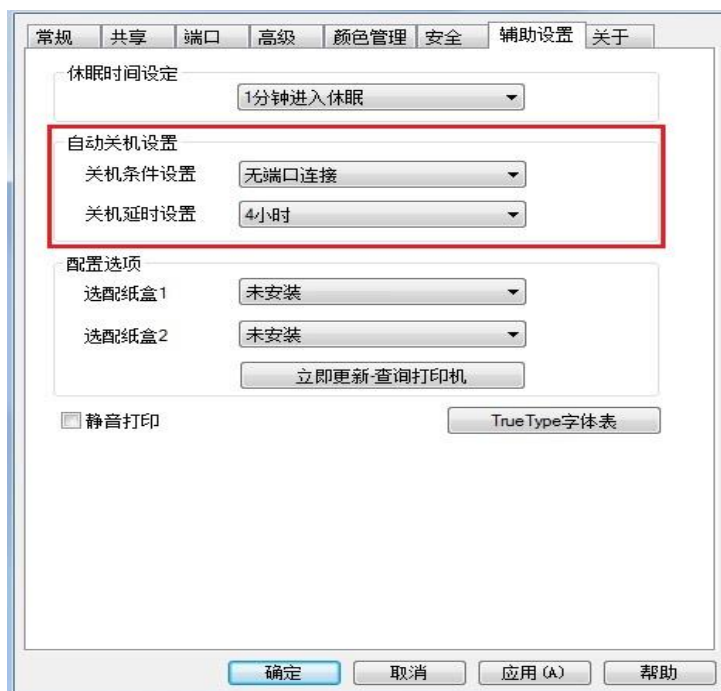 常规 共享 端口 高级 颜色管理 安全 辅助设置 关于
休眠时间设定
1分钟进入休眠
自动关机设置
关机条件设置 无端口连接
关机延时设置 4小时
配置选项
选配纸盒1 未安装
选配纸盒2 未安装
立即更新-查询打印机
静音打印 TrueType字体表
确定 取消 应用(A) 帮助